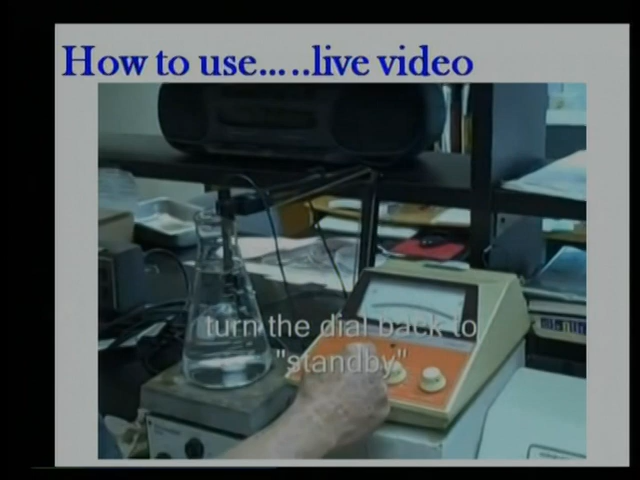 How to use.....live video
turn the dial back to
"standby"